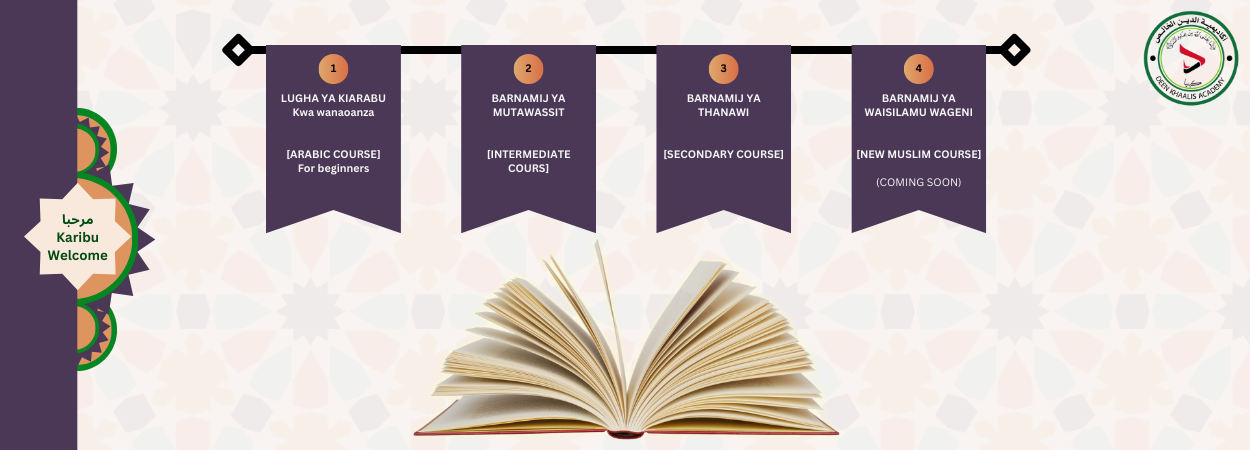 1
LUGHA YA KIARABU
Kwa wanaoanza
[ARABIC COURSE]
For beginners
2
BARNAMIJ YA
MUTAWASSIT
[INTERMEDIATE
COURS]
3
BARNAMIJ YA
THANAWI
[SECONDARY COURSE]
4
BARNAMIJ YA
WAISILAMU WAGENI
[NEW MUSLIM COURSE]
(COMING SOON)
مرحبا
Karibu
Welcome
أكاديمية الدين الخالص
DEEN KHAALIS ACADEMY